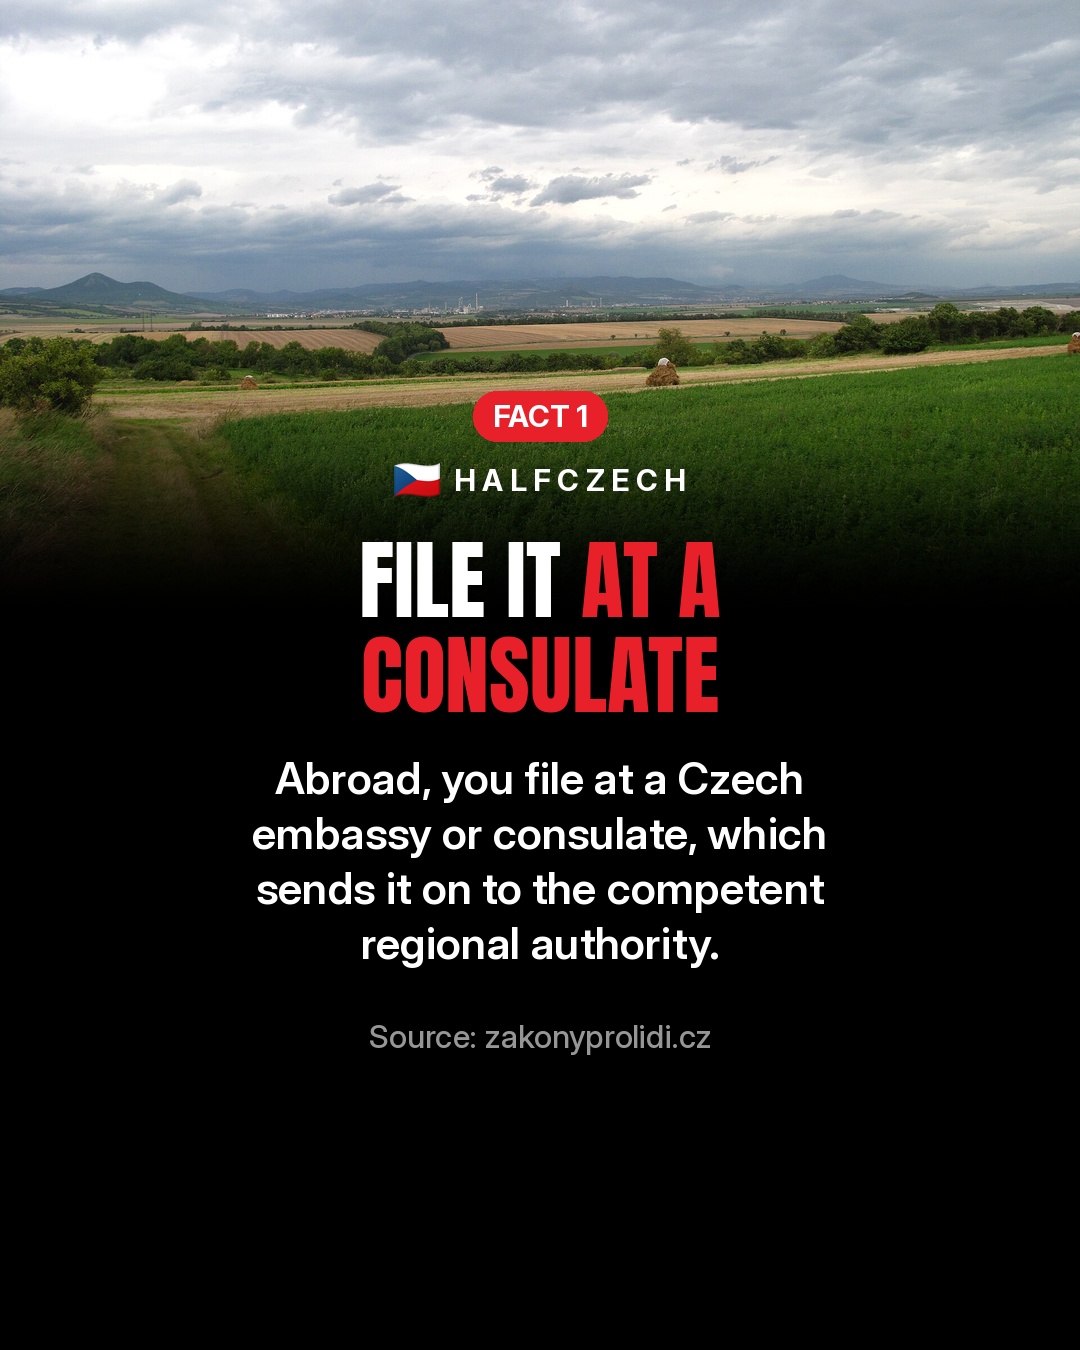 FACT 1
HALFCZECH
FILE IT AT A
CONSULATE
Abroad, you file at a Czech
embassy or consulate, which
sends it on to the competent
regional authority.
Source: zakonyprolidi.cz